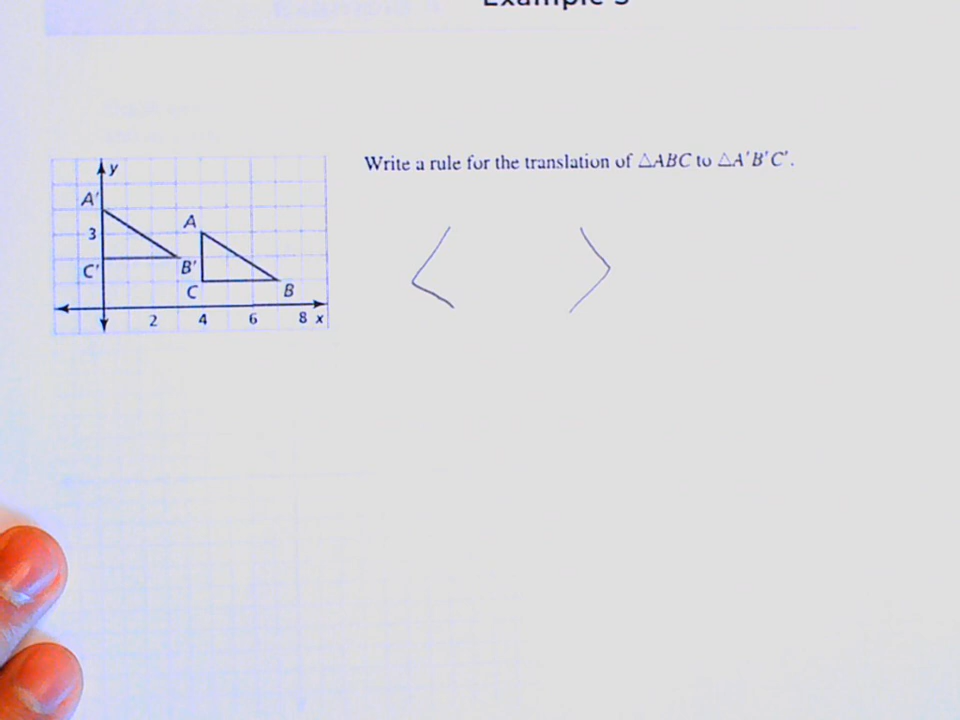 Example 3
Write a rule for the translation of △ABC to △A'B'C'.
y
A'
A
3
C'
B'
C
B
2
4
6
8
x